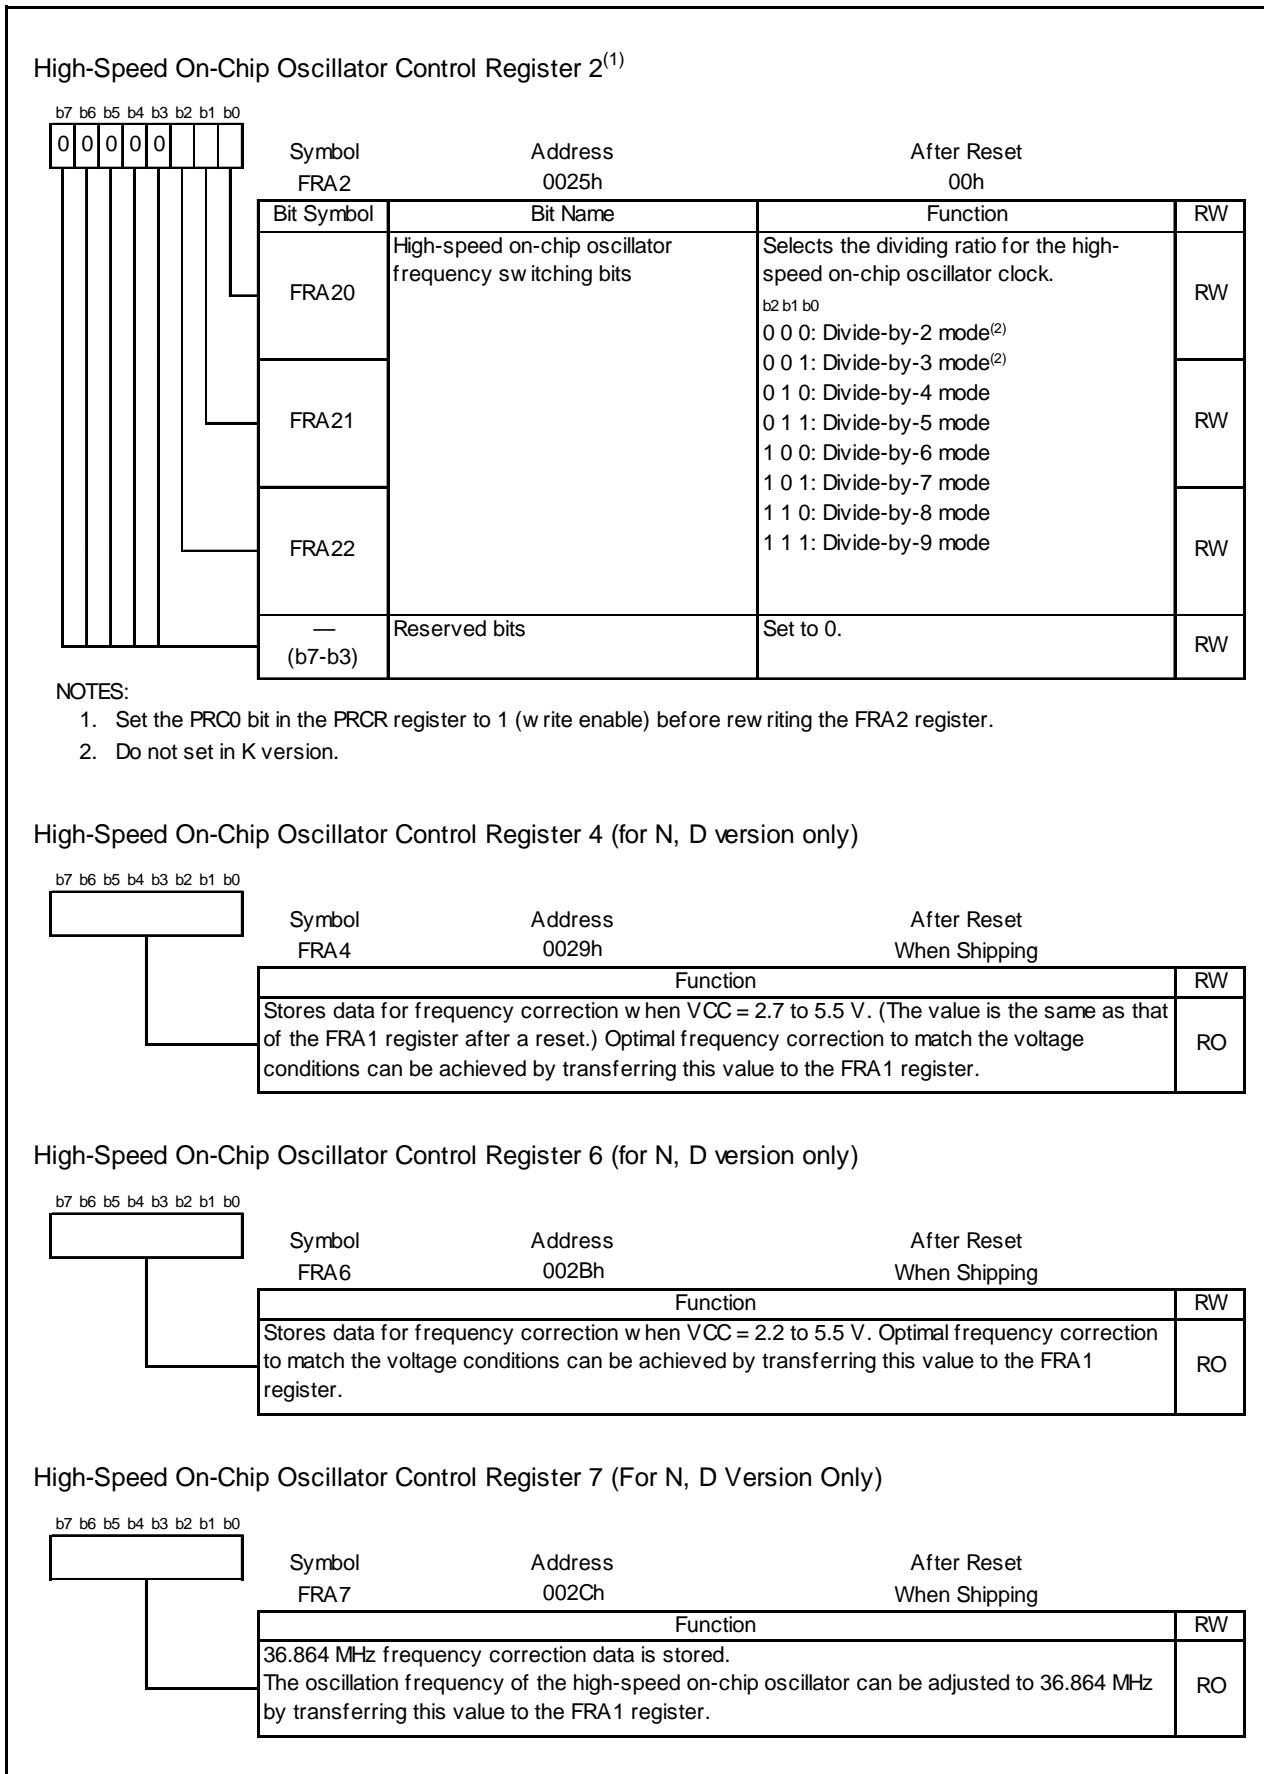 High-Speed On-Chip Oscillator Control Register 2(1)
b7 b6 b5 b4 b3 b2 b1 b0
0 0 0 0 0
Symbol Address After Reset
FRA2 0025h 00h
Bit Symbol Bit Name Function RW
FRA20 High-speed on-chip oscillator frequency switching bits Selects the dividing ratio for the high-
speed on-chip oscillator clock. RW
b2 b1 b0
0 0 0: Divide-by-2 mode(2)
0 0 1: Divide-by-3 mode(2)
0 1 0: Divide-by-4 mode
FRA21 0 1 1: Divide-by-5 mode RW
1 0 0: Divide-by-6 mode
1 0 1: Divide-by-7 mode
1 1 0: Divide-by-8 mode
FRA22 1 1 1: Divide-by-9 mode RW
— (b7-b3) Reserved bits Set to 0. RW
NOTES:
1. Set the PRC0 bit in the PRCR register to 1 (write enable) before rewriting the FRA2 register.
2. Do not set in K version.
High-Speed On-Chip Oscillator Control Register 4 (for N, D version only)
b7 b6 b5 b4 b3 b2 b1 b0
Symbol Address After Reset
FRA4 0029h When Shipping
Function RW
Stores data for frequency correction when VCC = 2.7 to 5.5 V. (The value is the same as that
of the FRA1 register after a reset.) Optimal frequency correction to match the voltage RO
conditions can be achieved by transferring this value to the FRA1 register.
High-Speed On-Chip Oscillator Control Register 6 (for N, D version only)
b7 b6 b5 b4 b3 b2 b1 b0
Symbol Address After Reset
FRA6 002Bh When Shipping
Function RW
Stores data for frequency correction when VCC = 2.2 to 5.5 V. Optimal frequency correction
to match the voltage conditions can be achieved by transferring this value to the FRA1 RO
register.
High-Speed On-Chip Oscillator Control Register 7 (For N, D Version Only)
b7 b6 b5 b4 b3 b2 b1 b0
Symbol Address After Reset
FRA7 002Ch When Shipping
Function RW
36.864 MHz frequency correction data is stored.
The oscillation frequency of the high-speed on-chip oscillator can be adjusted to 36.864 MHz RO
by transferring this value to the FRA1 register.